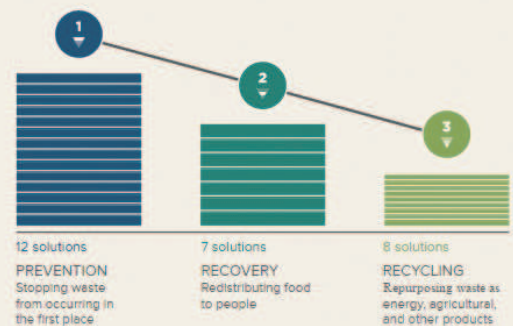 1
2
3
12 solutions
PREVENTION
Stopping waste
from occurring in
the first place
7 solutions
RECOVERY
Redistributing food
to people
8 solutions
RECYCLING
Repurposing waste as
energy, agricultural,
and other products